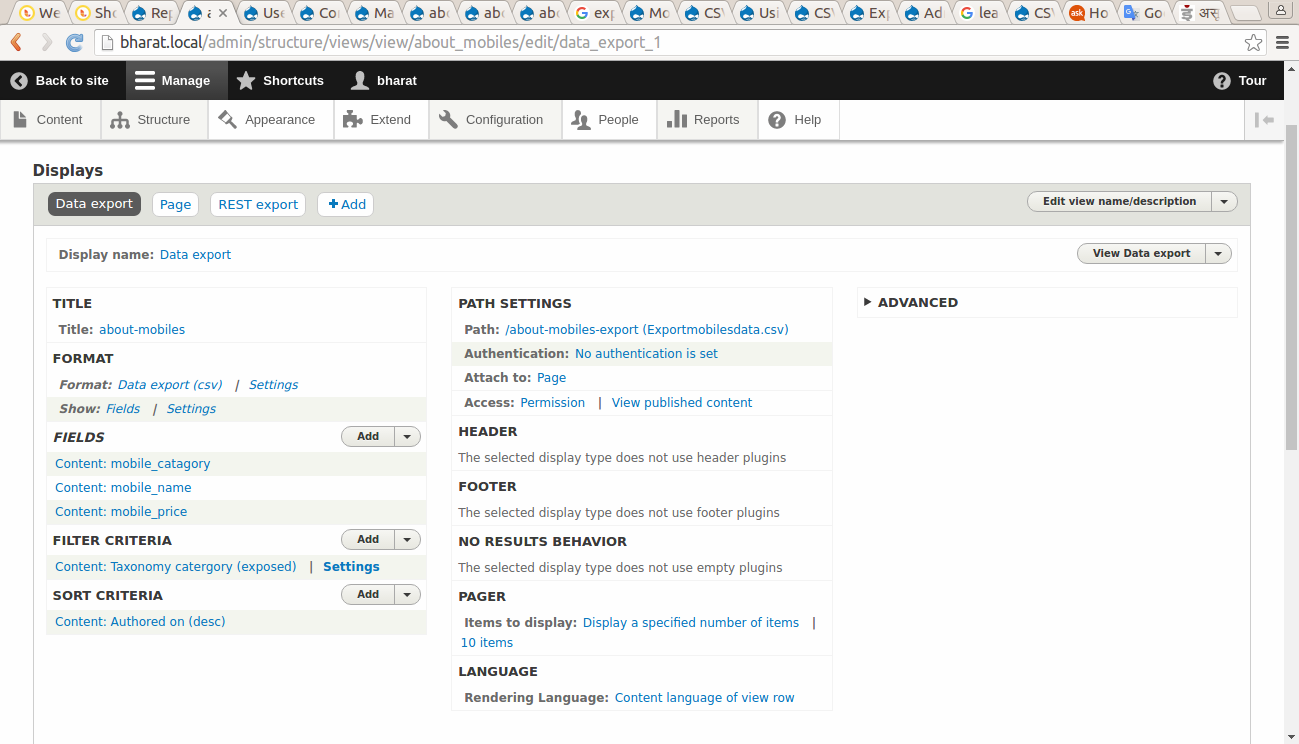 We
Sho
Rep
a
Use
Co
Ma
abo
abo
abo
exp
Mo
CSV
Usi
CSV
Exp
Ad
lea
CSV
ask Ho
Go
bharat.local/admin/structure/views/view/about_mobiles/edit/data_export_1
Back to site Manage Shortcuts bharat Tour
Content Structure Appearance Extend Configuration People Reports Help
Displays
Data export Page REST export Add Edit view name/description
Display name: Data export View Data export
TITLE
Title: about-mobiles
FORMAT
Format: Data export (csv) | Settings
Show: Fields | Settings
FIELDS Add
Content: mobile_catagory
Content: mobile_name
Content: mobile_price
FILTER CRITERIA Add
Content: Taxonomy catergory (exposed) | Settings
SORT CRITERIA Add
Content: Authored on (desc)
PATH SETTINGS
Path: /about-mobiles-export (Exportmobilesdata.csv)
Authentication: No authentication is set
Attach to: Page
Access: Permission | View published content
HEADER
The selected display type does not use header plugins
FOOTER
The selected display type does not use footer plugins
NO RESULTS BEHAVIOR
The selected display type does not use empty plugins
PAGER
Items to display: Display a specified number of items |
10 items
LANGUAGE
Rendering Language: Content language of view row
ADVANCED